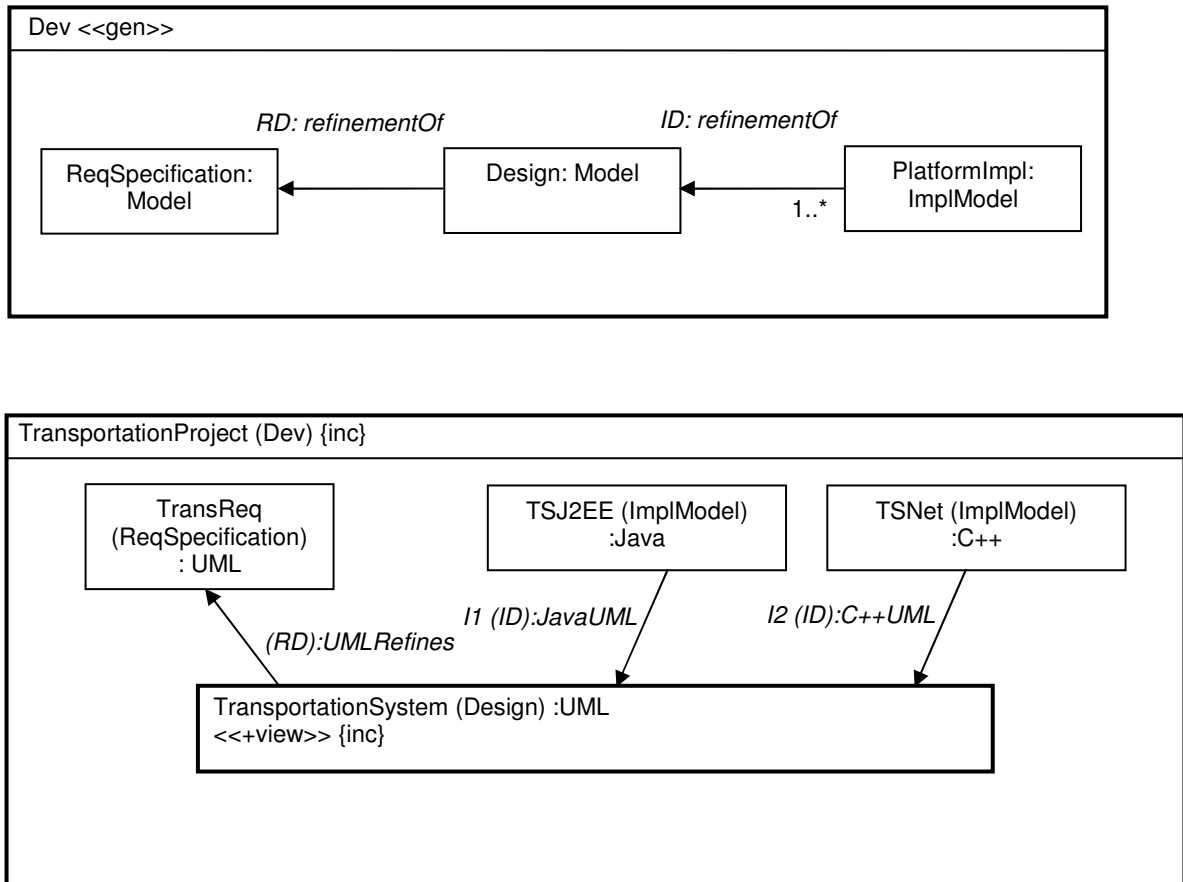 Dev <<gen>>
RD: refinementOf
ID: refinementOf
ReqSpecification:
Model
Design: Model
PlatformImpl:
ImplModel
1..*
TransportationProject (Dev) {inc}
TransReq
(ReqSpecification)
: UML
TSJ2EE (ImplModel)
:Java
TSNet (ImplModel)
:C++
(RD):UMLRefines
I1 (ID):JavaUML
I2 (ID):C++UML
TransportationSystem (Design) :UML
<<+view>> {inc}